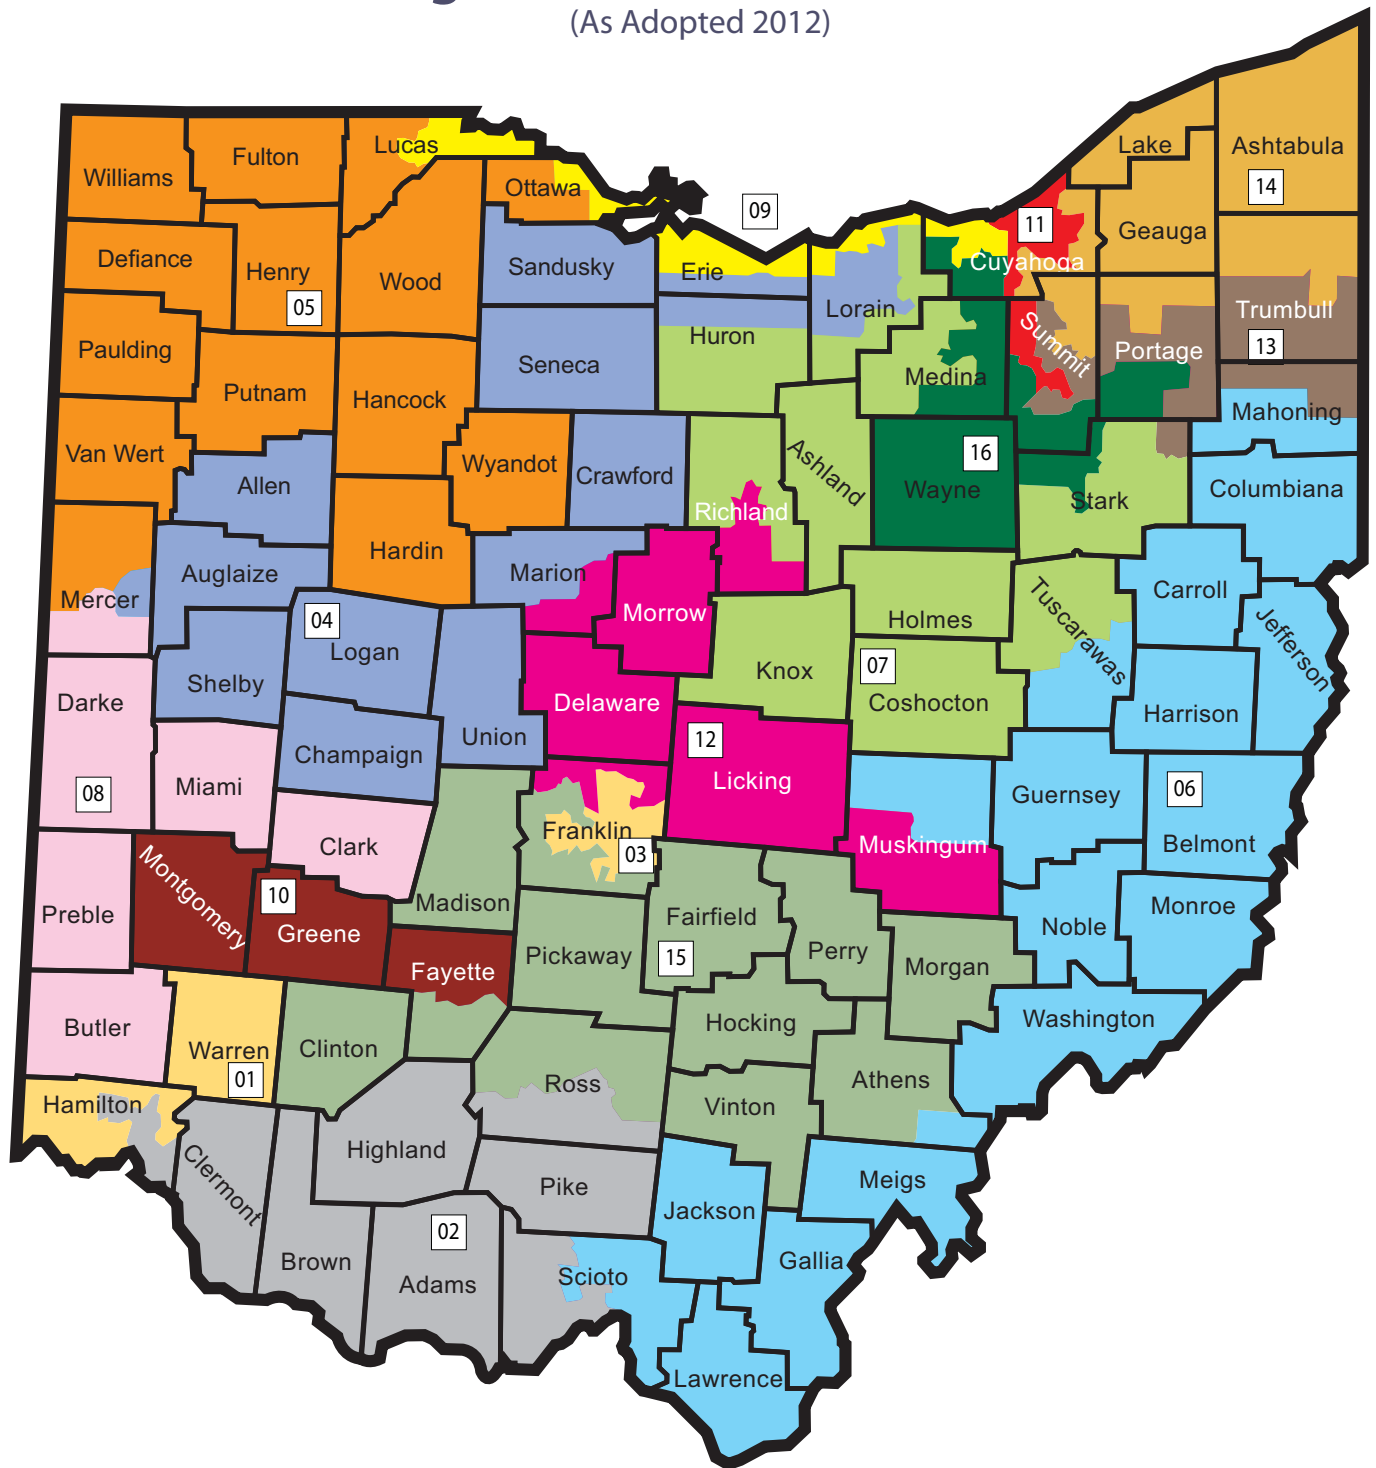 (As Adopted 2012)
Lake
Ashtabula
Lucas
Fulton
Williams
Ottawa
14
09
11
Geauga
Defiance
Henry
Wood
Sandusky
Erie
Cuyahoga
05
Lorain
Trumbull
Huron
Summit
13
Paulding
Seneca
Portage
Medina
Putnam
Hancock
Mahoning
Van Wert
Wyandot
Crawford
Ashland
16
Allen
Wayne
Columbiana
Richland
Stark
Hardin
Auglaize
Marion
Mercer
Morrow
Holmes
Tuscarawas
Carroll
Jefferson
04
Logan
Knox
07
Shelby
Darke
Delaware
Coshocton
Harrison
Union
12
Champaign
Licking
08
Miami
Guernsey
06
Franklin
03
Clark
Muskingum
Belmont
Montgomery
10
Madison
Preble
Greene
Fairfield
Noble
Monroe
15
Pickaway
Perry
Morgan
Fayette
Butler
Hocking
Washington
Warren
Clinton
01
Ross
Athens
Hamilton
Vinton
Highland
Clermont
Pike
Meigs
Jackson
02
Brown
Gallia
Adams
Scioto
Lawrence